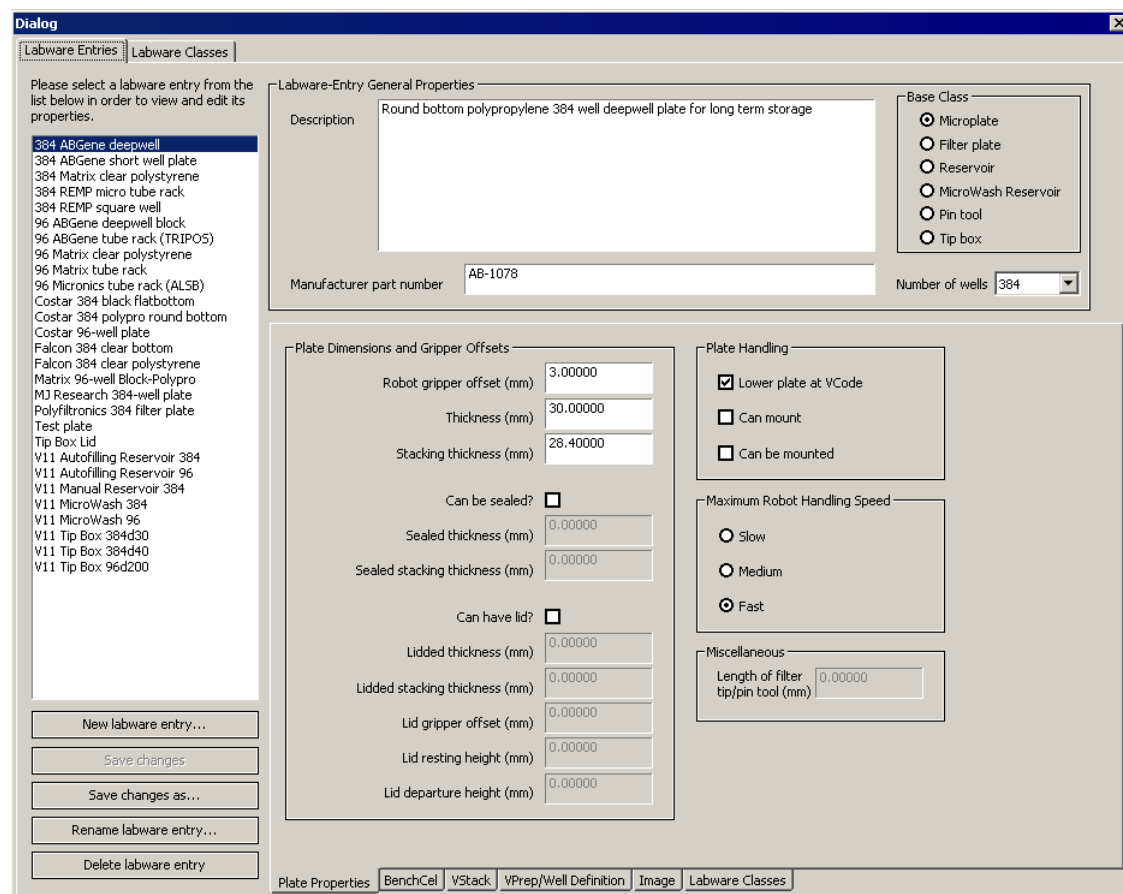 Dialog
Labware Entries
Labware Classes
Please select a labware entry from the
list below in order to view and edit its
properties.
384 ABGene deepwell
384 ABGene short well plate
384 Matrix clear polystyrene
384 REMP micro tube rack
384 REMP square well
96 ABGene deepwell block
96 ABGene tube rack (TRIPOS)
96 Matrix clear polystyrene
96 Matrix tube rack
96 Micronics tube rack (ALSB)
Costar 384 black flatbottom
Costar 384 polypro round bottom
Costar 96-well plate
Falcon 384 clear bottom
Falcon 384 clear polystyrene
Matrix 96-well Block-Polypro
MJ Research 384-well plate
Polyfiltronics 384 filter plate
Test plate
Tip Box Lid
V11 Autofilling Reservoir 384
V11 Autofilling Reservoir 96
V11 Manual Reservoir 384
V11 MicroWash 384
V11 MicroWash 96
V11 Tip Box 384d30
V11 Tip Box 384d40
V11 Tip Box 96d200
New labware entry...
Save changes
Save changes as...
Rename labware entry...
Delete labware entry
Labware-Entry General Properties
Description
Round bottom polypropylene 384 well deepwell plate for long term storage
Base Class
Microplate
Filter plate
Reservoir
MicroWash Reservoir
Pin tool
Tip box
Manufacturer part number
AB-1078
Number of wells
384
Plate Dimensions and Gripper Offsets
Robot gripper offset (mm)
3.00000
Thickness (mm)
30.00000
Stacking thickness (mm)
28.40000
Can be sealed?
Sealed thickness (mm)
0.00000
Sealed stacking thickness (mm)
0.00000
Can have lid?
Lidded thickness (mm)
0.00000
Lidded stacking thickness (mm)
0.00000
Lid gripper offset (mm)
0.00000
Lid resting height (mm)
0.00000
Lid departure height (mm)
0.00000
Plate Handling
Lower plate at VCode
Can mount
Can be mounted
Maximum Robot Handling Speed
Slow
Medium
Fast
Miscellaneous
Length of filter
tip/pin tool (mm)
0.00000
Plate Properties
BenchCel
VStack
VPrep/Well Definition
Image
Labware Classes